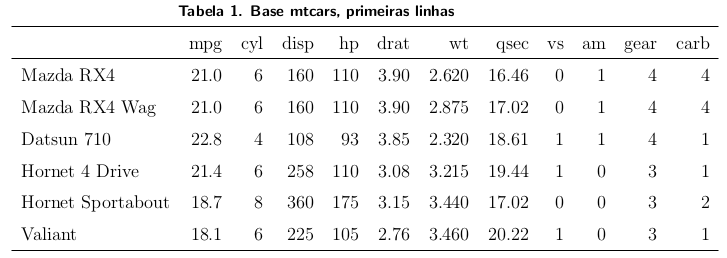 Tabela 1. Base mtcars, primeiras linhas
mpg cyl disp hp drat wt qsec vs am gear carb
Mazda RX4 21.0 6 160 110 3.90 2.620 16.46 0 1 4 4
Mazda RX4 Wag 21.0 6 160 110 3.90 2.875 17.02 0 1 4 4
Datsun 710 22.8 4 108 93 3.85 2.320 18.61 1 1 4 1
Hornet 4 Drive 21.4 6 258 110 3.08 3.215 19.44 1 0 3 1
Hornet Sportabout 18.7 8 360 175 3.15 3.440 17.02 0 0 3 2
Valiant 18.1 6 225 105 2.76 3.460 20.22 1 0 3 1